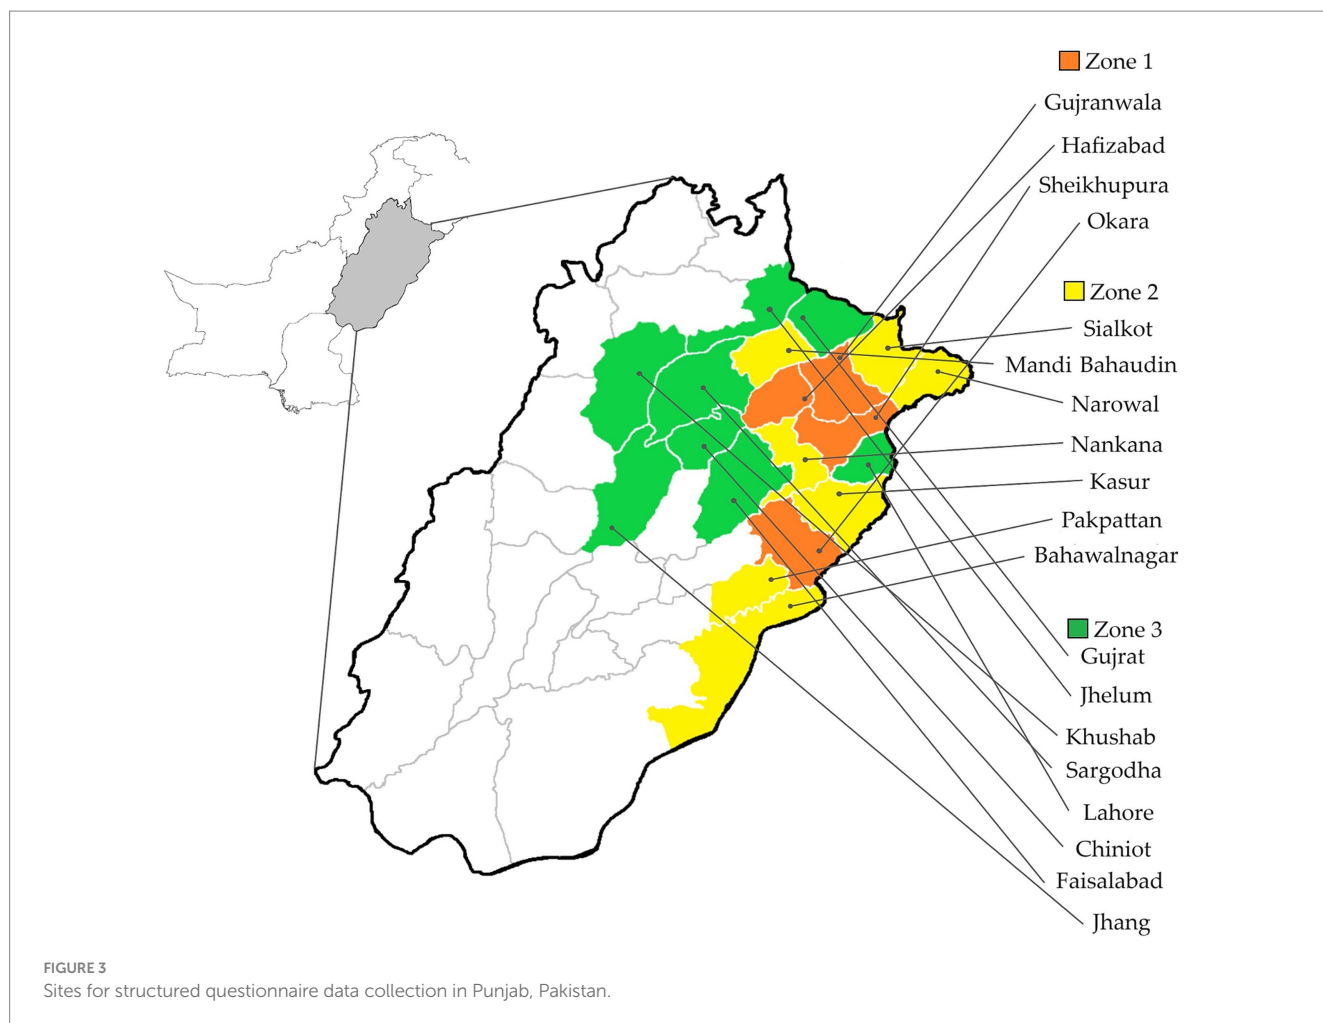 Zone 1
Gujranwala
Hafizabad
Sheikhupura
Okara
Zone 2
Sialkot
Mandi Bahaudin
Narowal
Nankana
Kasur
Pakpattan
Bahawalnagar
Zone 3
Gujrat
Jhelum
Khushab
Sargodha
Lahore
Chiniot
Faisalabad
Jhang
FIGURE 3
Sites for structured questionnaire data collection in Punjab, Pakistan.